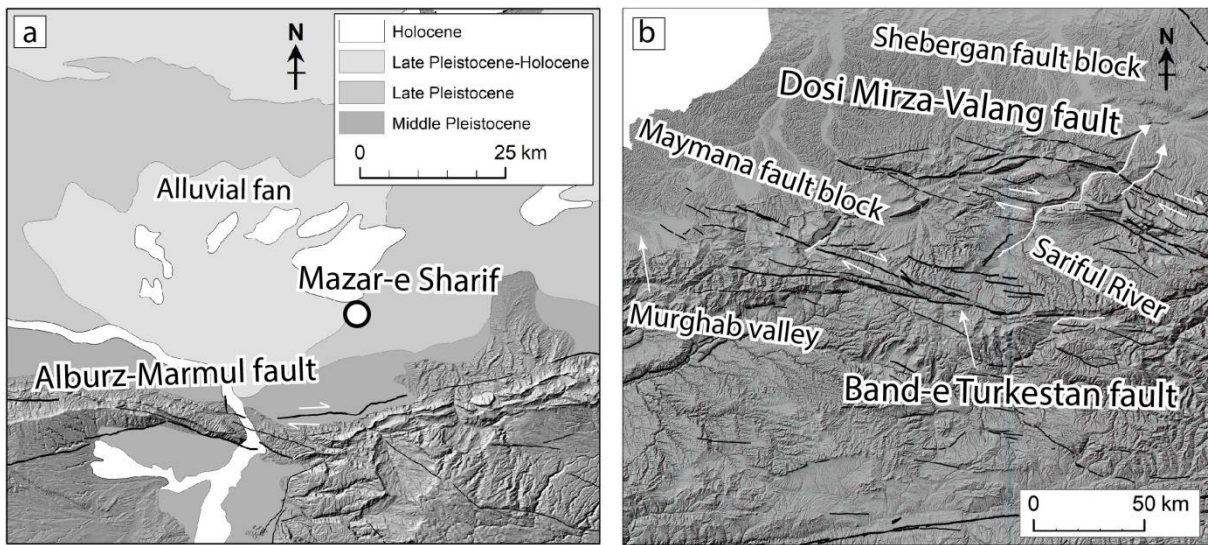 a
N
Holocene
Late Pleistocene-Holocene
Late Pleistocene
Middle Pleistocene
0 25 km
Alluvial fan
Mazar-e Sharif
Alburz-Marmul fault
b
N
Shebergan fault block
Dosi Mirza-Valang fault
Maymana fault block
Sariful River
Murghab valley
Band-e Turkestan fault
0 50 km